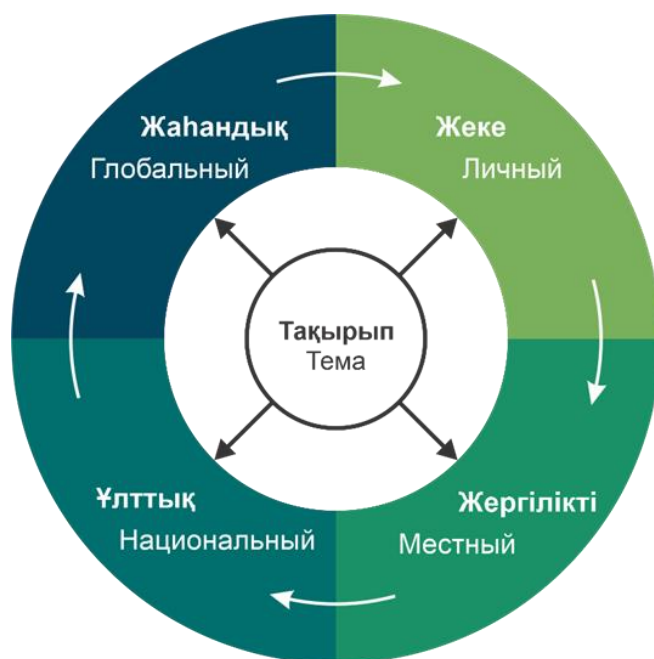 Жаһандық
Глобальный
Жеке
Личный
Тақырып
Тема
Ұлттық
Национальный
Жергілікті
Местный